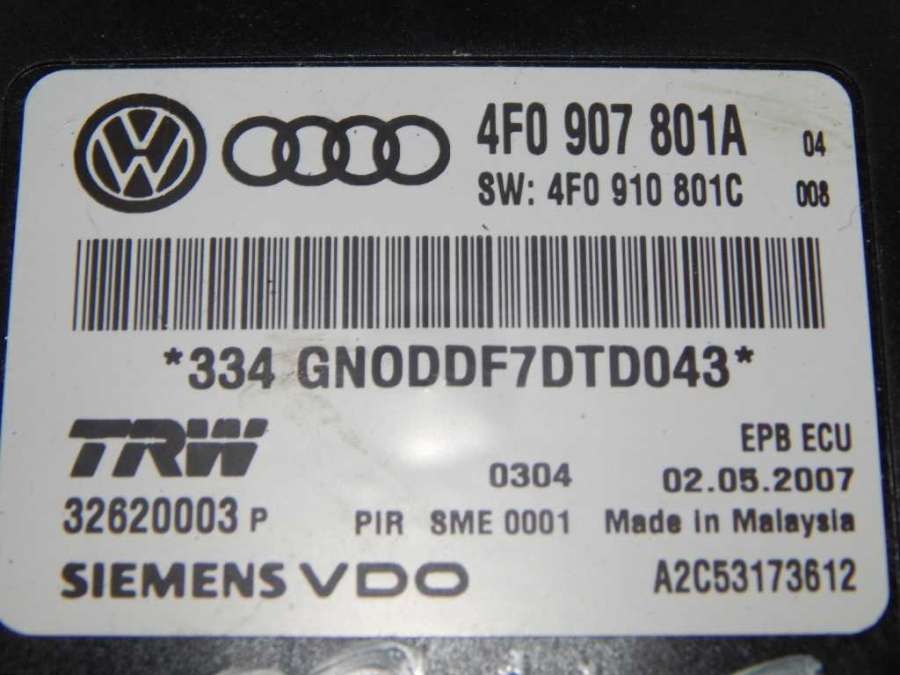 VW 4F0 907 801A 04
SW: 4F0 910 801C 008
*334 GN0DDF7DTD043*
TRW EPB ECU
0304 02.05.2007
32620003 P PIR SME 0001 Made in Malaysia
SIEMENS VDO A2C53173612